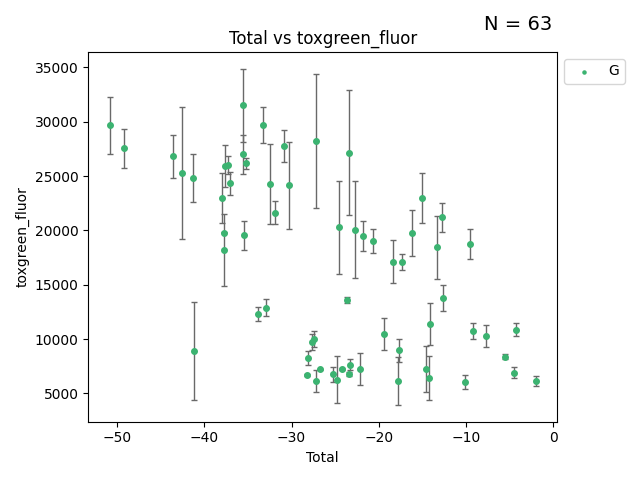 N = 63
Total vs toxgreen_fluor
G
35000
30000
25000
20000
15000
10000
5000
toxgreen_fluor
−50 −40 −30 −20 −10 0
Total